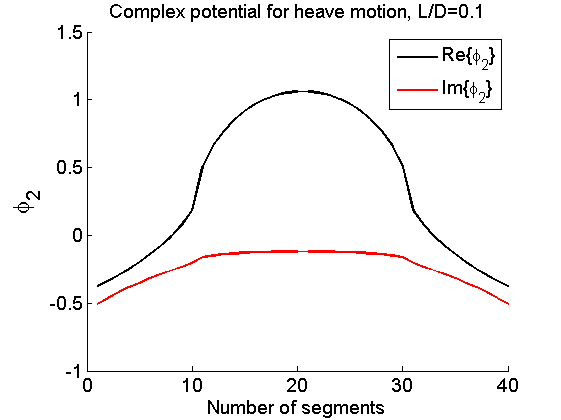 Complex potential for heave motion, L/D=0.1
1.5
1
0.5
0
-0.5
-1
ϕ2
Re{ϕ2}
Im{ϕ2}
0 10 20 30 40
Number of segments